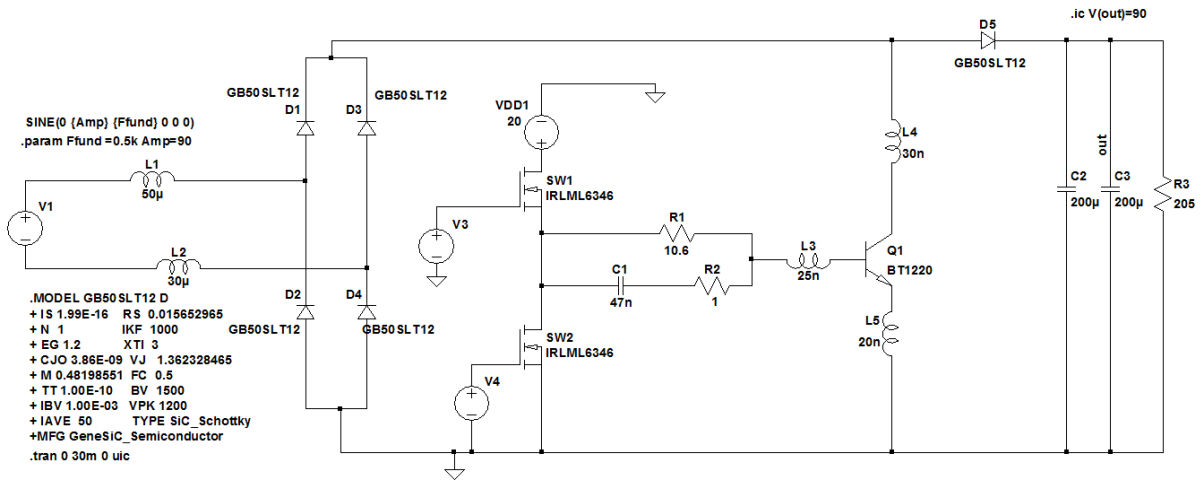 .ic V(out)=90
D5
GB50SLT12
GB50SLT12
D1
GB50SLT12
D3
VDD1
20
SINE(0 {Amp} {Ffund} 0 0 0)
.param Ffund =0.5k Amp=90
L1
50µ
V1
L2
30µ
SW1
IRLML6346
V3
R1
10.6
C1
47n
R2
1
L3
25n
L4
30n
Q1
BT1220
L5
20n
out
C2
200µ
C3
200µ
R3
205
D2
GB50SLT12
D4
GB50SLT12
SW2
IRLML6346
V4
.MODEL GB50SLT12 D
+ IS 1.99E-16 RS 0.015652965
+ N 1 IKF 1000
+ EG 1.2 XTI 3
+ CJO 3.86E-09 VJ 1.362328465
+ M 0.48198551 FC 0.5
+ TT 1.00E-10 BV 1500
+ IBV 1.00E-03 VPK 1200
+ IAVE 50 TYPE SiC_Schottky
+MFG GeneSiC_Semiconductor
.tran 0 30m 0 uic